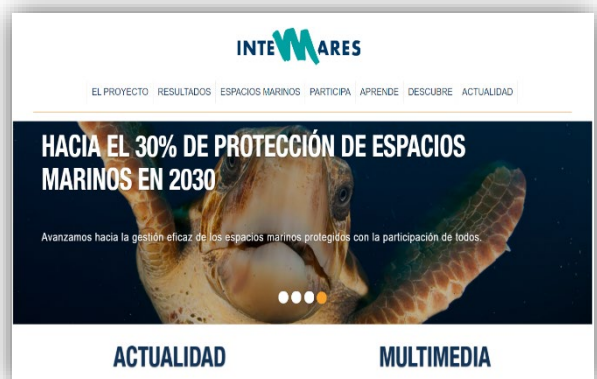 INTEMARES
EL PROYECTO RESULTADOS ESPACIOS MARINOS PARTICIPA APRENDE DESCUBRE ACTUALIDAD
HACIA EL 30% DE PROTECCIÓN DE ESPACIOS
MARINOS EN 2030
Avanzamos hacia la gestión eficaz de los espacios marinos protegidos con la participación de todos.
ACTUALIDAD MULTIMEDIA